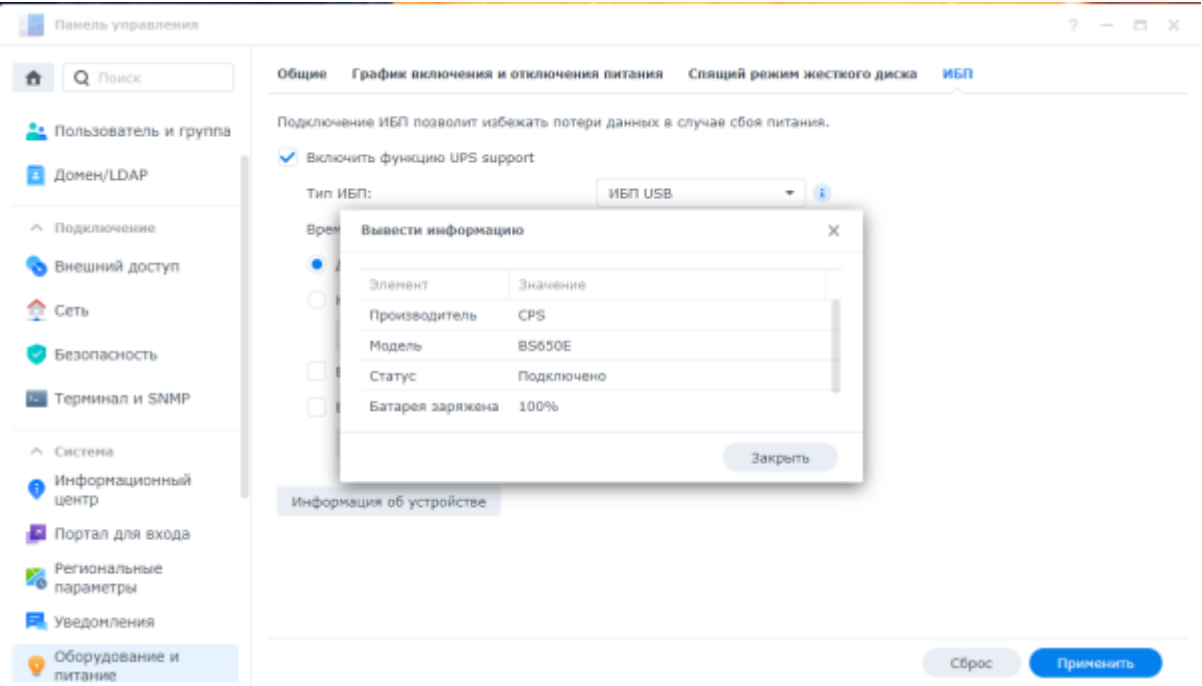 Панель управления
?
Поиск
Пользователь и группа
Домен/LDAP
Подключение
Внешний доступ
Сеть
Безопасность
Терминал и SNMP
Система
Информационный
центр
Портал для входа
Региональные
параметры
Уведомления
Оборудование и
питание
Общие График включения и отключения питания Спящий режим жесткого диска ИБП
Подключение ИБП позволит избежать потери данных в случае сбоя питания.
Включить функцию UPS support
Тип ИБП: ИБП USB
Врем
Вывести информацию
Элемент Значение
Производитель CPS
Модель BS650E
Статус Подключено
Батарея заряжена 100%
Закрыть
Информация об устройстве
Сброс Применить